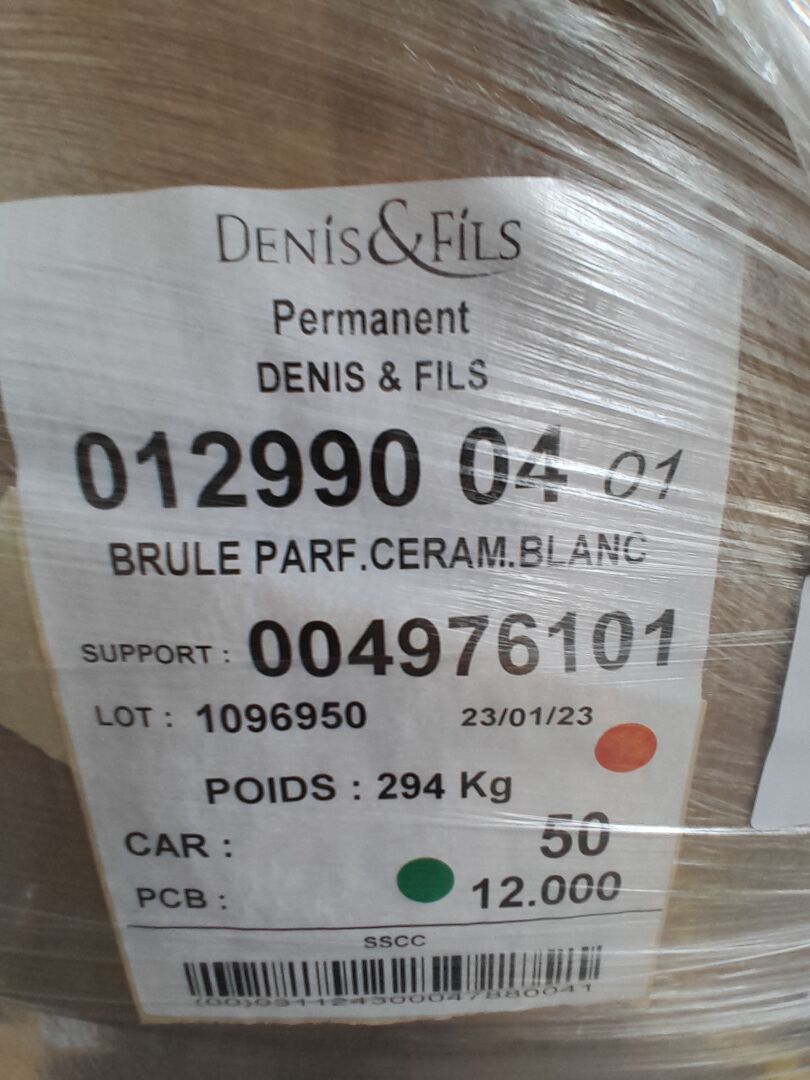 DENIS & FILS
Permanent
DENIS & FILS
012990 04 01
BRULE PARF.CERAM.BLANC
SUPPORT : 004976101
LOT : 1096950 23/01/23
POIDS : 294 Kg
CAR : 50
PCB : 12.000
SSCC